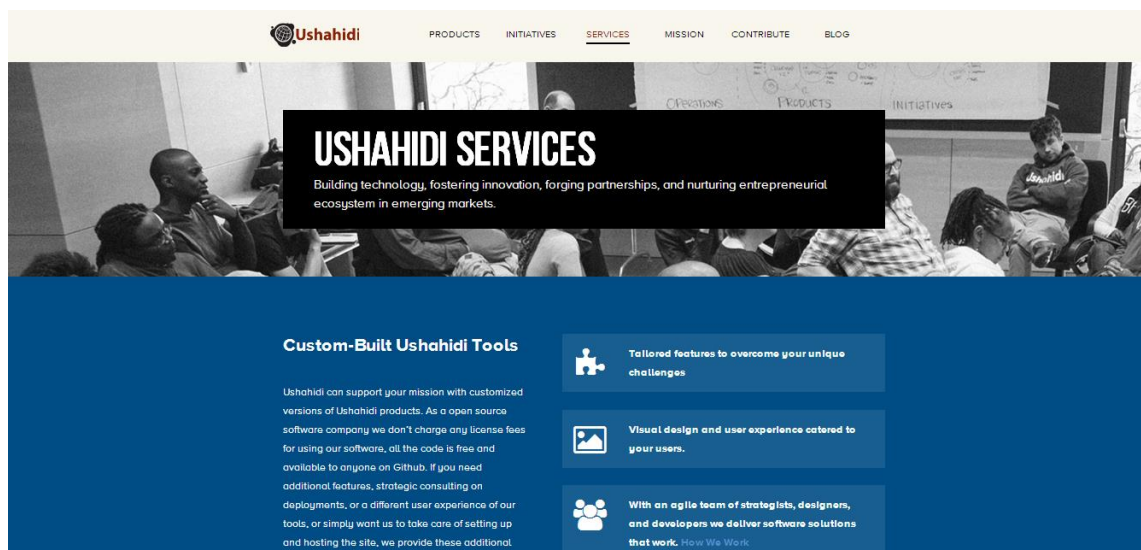 Ushahidi
PRODUCTS INITIATIVES SERVICES MISSION CONTRIBUTE BLOG
OPERATIONS PRODUCTS INITIATIVES
USHAHIDI SERVICES
Building technology, fostering innovation, forging partnerships, and nurturing entrepreneurial
ecosystem in emerging markets.
Ushahidi
Custom-Built Ushahidi Tools
Ushahidi can support your mission with customized
versions of Ushahidi products. As a open source
software company we don't charge any license fees
for using our software, all the code is free and
available to anyone on Github. If you need
additional features, strategic consulting on
deployments, or a different user experience of our
tools, or simply want us to take care of setting up
and hosting the site, we provide these additional
Tailored features to overcome your unique
challenges
Visual design and user experience catered to
your users.
With an agile team of strategists, designers,
and developers we deliver software solutions
that work. How We Work